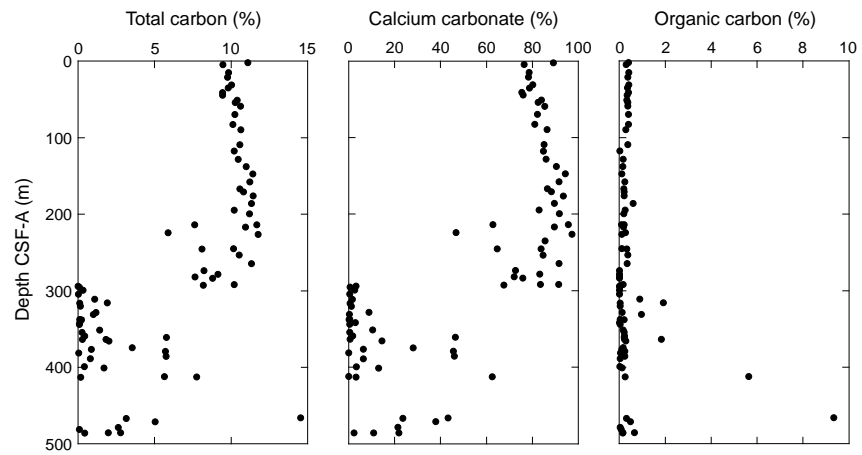 Total carbon (%)
Calcium carbonate (%)
Organic carbon (%)
0 5 10 15
0 20 40 60 80 100
0 2 4 6 8 10
Depth CSF-A (m)
0
100
200
300
400
500